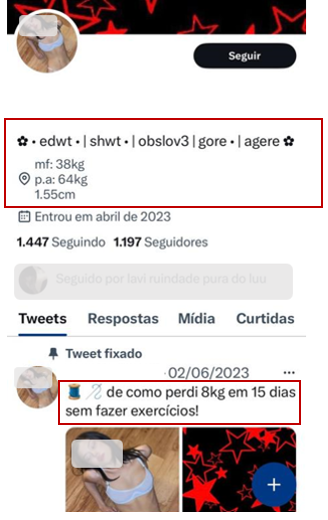 Seguir
✿ • edwt • | shwt • | obslov3 | gore • | agere ✿
mf: 38kg
p.a: 64kg
1.55cm
Entrou em abril de 2023
1.447 Seguindo 1.197 Seguidores
Seguido por lavi ruindade pura do luu
Tweets Respostas Mídia Curtidas
Tweet fixado
· 02/06/2023 ...
🧵 🧷 de como perdi 8kg em 15 dias
sem fazer exercícios!